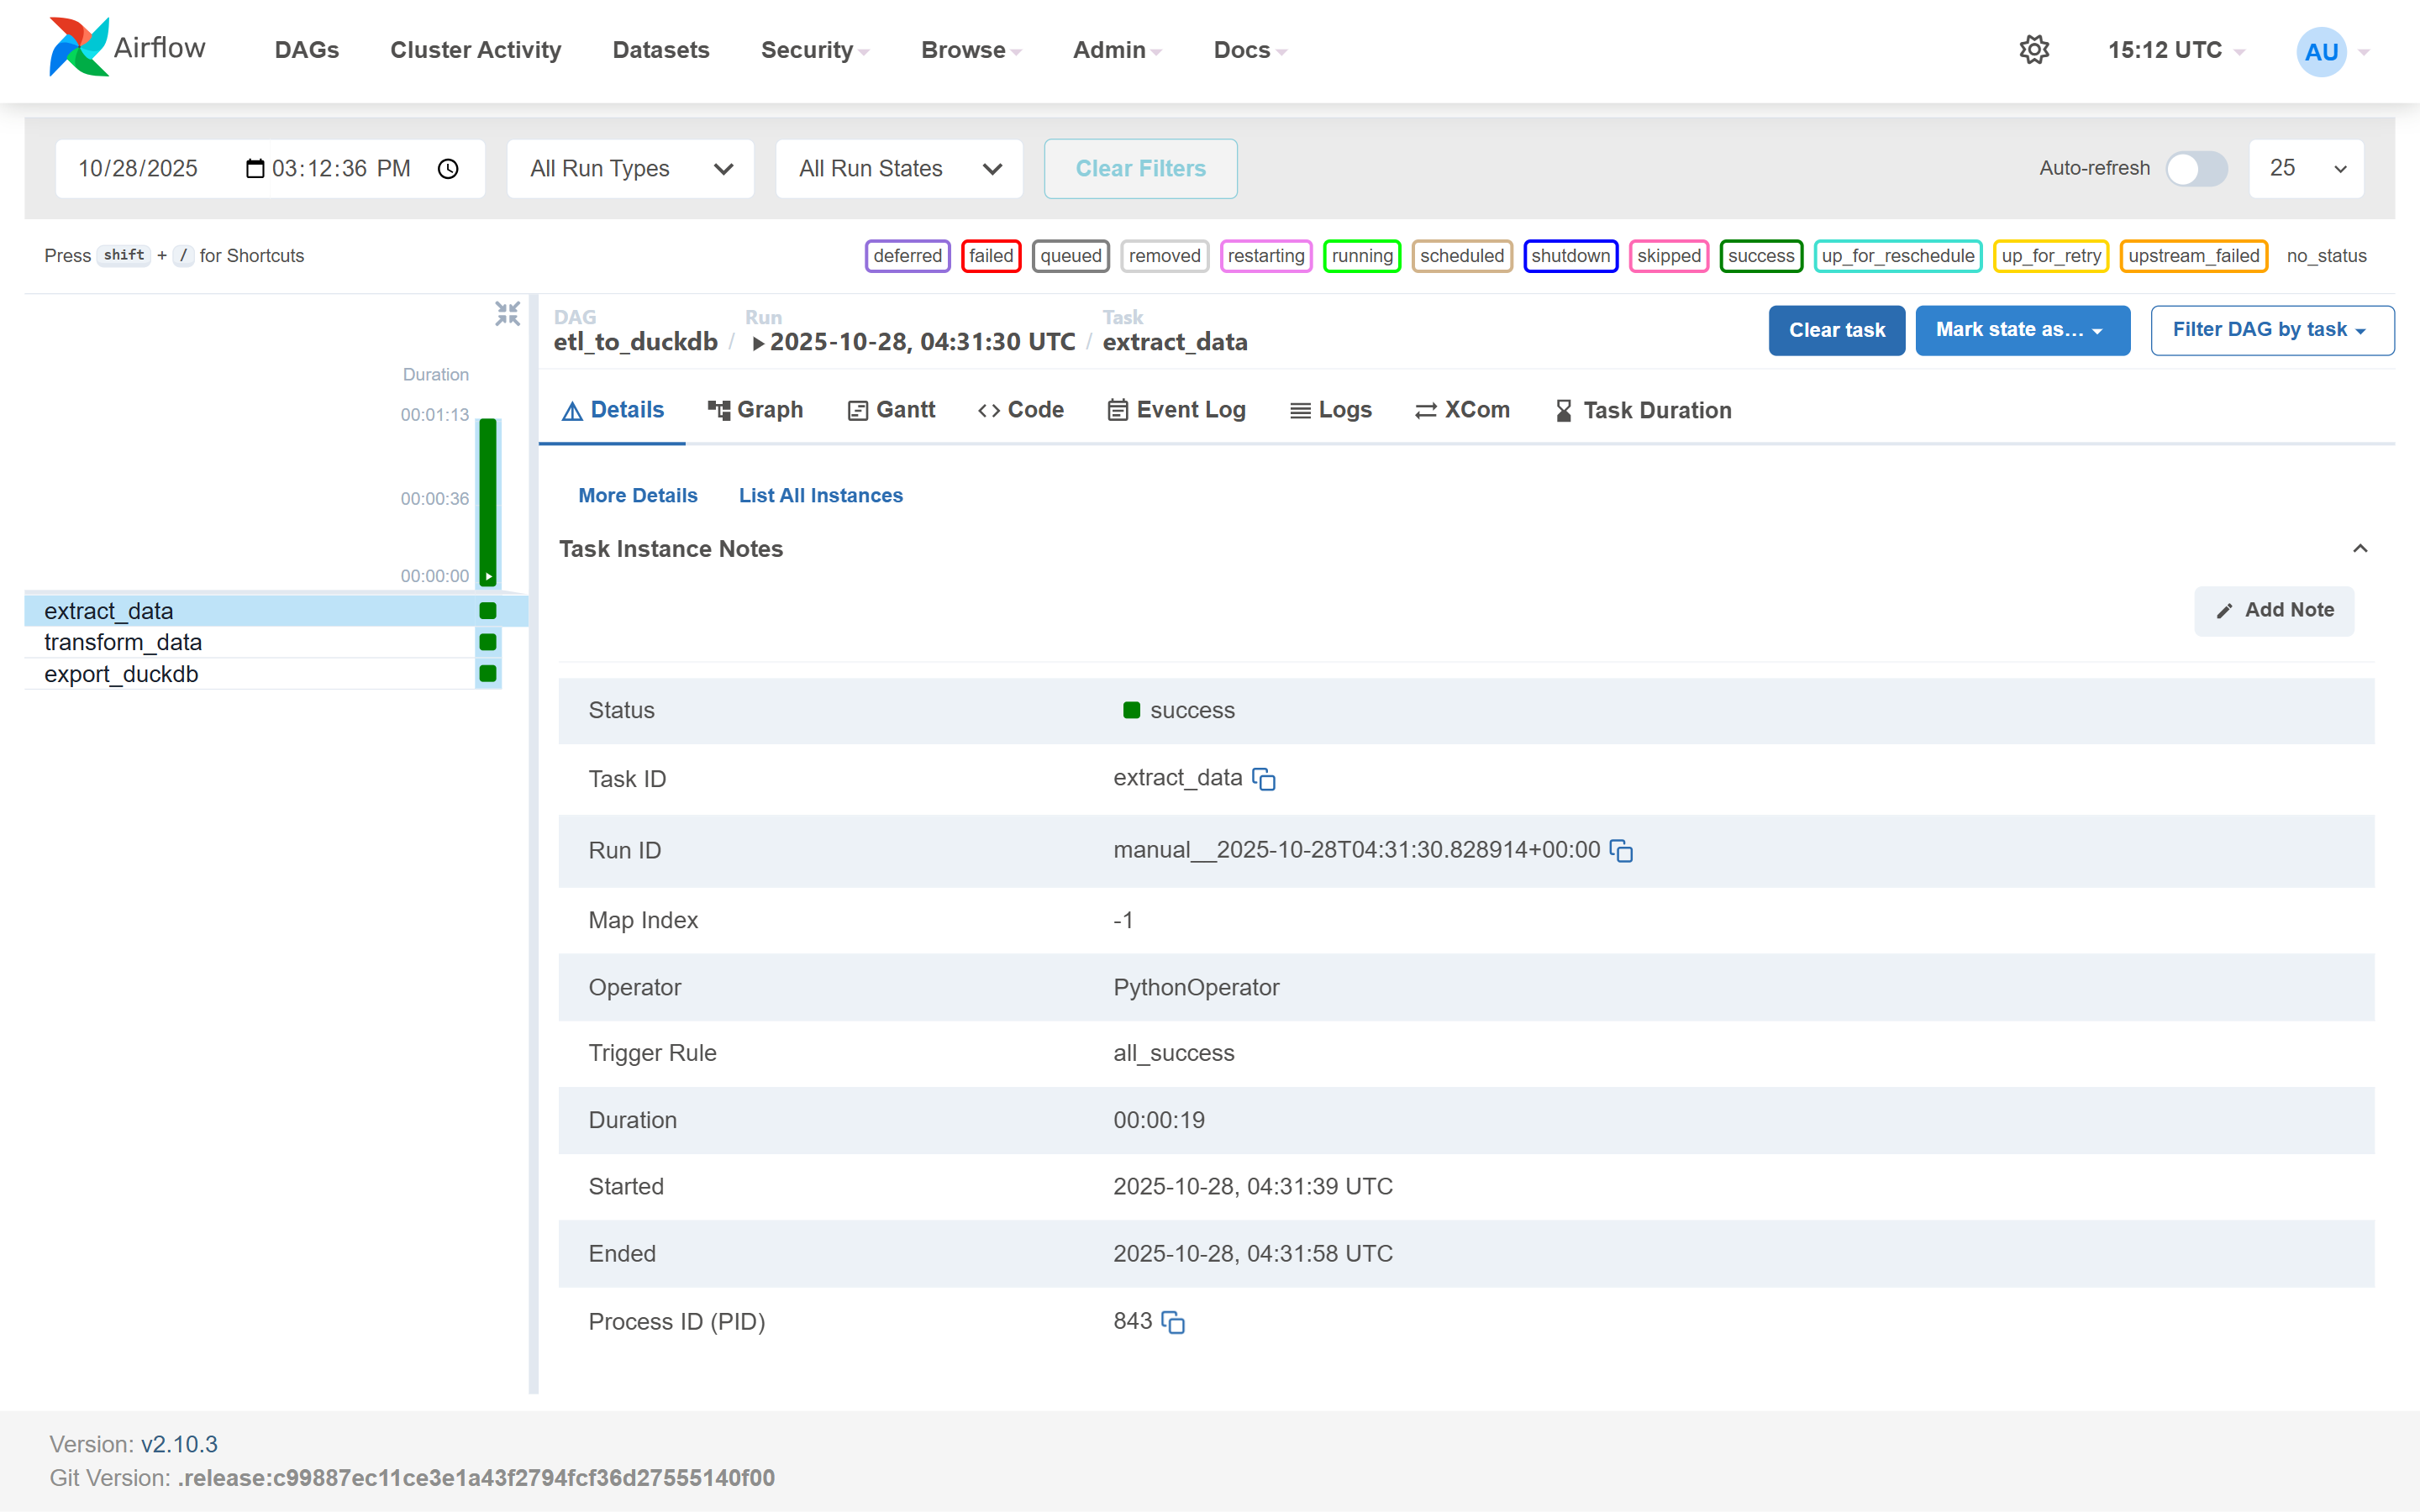 Airflow DAGs Cluster Activity Datasets Security Browse Admin Docs 15:12 UTC AU
10/28/2025 03:12:36 PM All Run Types All Run States Clear Filters Auto-refresh 25
Press shift + / for Shortcuts deferred failed queued removed restarting running scheduled shutdown skipped success up_for_reschedule up_for_retry upstream_failed no_status
Duration
00:01:13
00:00:36
00:00:00
extract_data
transform_data
export_duckdb
DAG Run Task
etl_to_duckdb / 2025-10-28, 04:31:30 UTC / extract_data
Clear task Mark state as… Filter DAG by task
Details Graph Gantt Code Event Log Logs XCom Task Duration
More Details List All Instances
Task Instance Notes
Add Note
Status success
Task ID extract_data
Run ID manual__2025-10-28T04:31:30.828914+00:00
Map Index -1
Operator PythonOperator
Trigger Rule all_success
Duration 00:00:19
Started 2025-10-28, 04:31:39 UTC
Ended 2025-10-28, 04:31:58 UTC
Process ID (PID) 843
Version: v2.10.3
Git Version: .release:c99887ec11ce3e1a43f2794fcf36d27555140f00